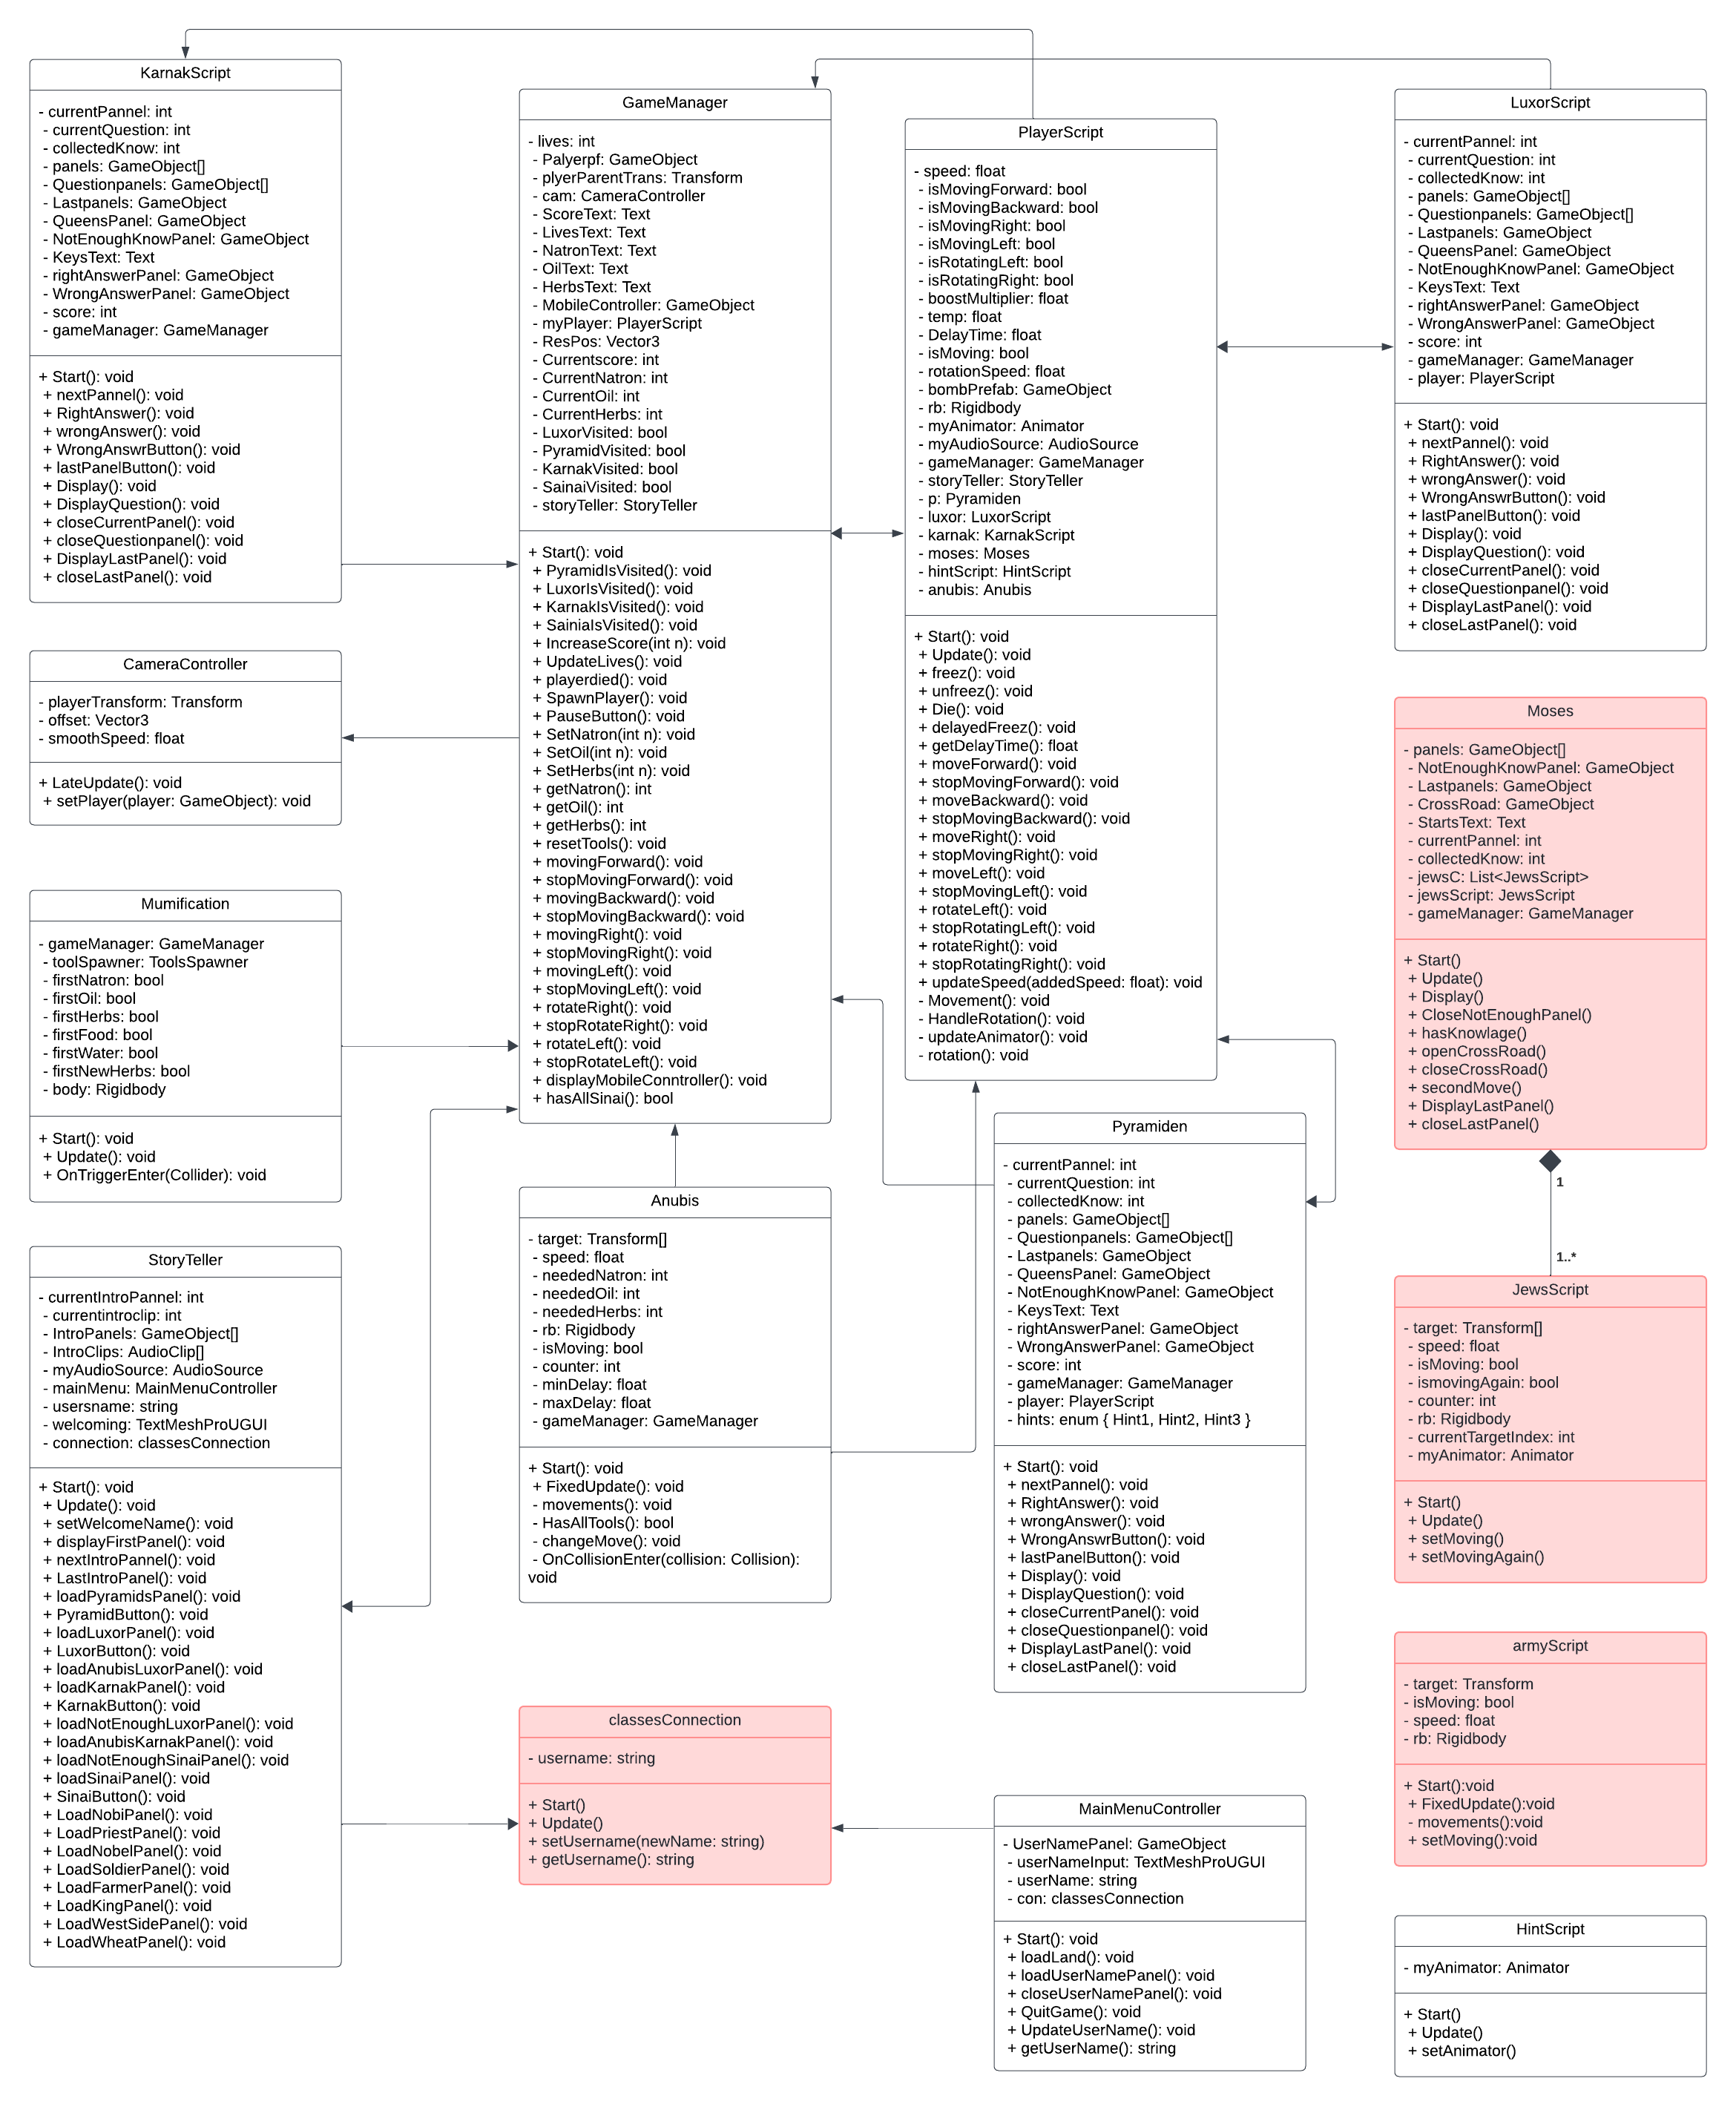 KarnakScript
- currentPannel: int
- currentQuestion: int
- collectedKnow: int
- panels: GameObject[]
- Questionpanels: GameObject[]
- Lastpanels: GameObject
- QueensPanel: GameObject
- NotEnoughKnowPanel: GameObject
- KeysText: Text
- rightAnswerPanel: GameObject
- WrongAnswerPanel: GameObject
- score: int
- gameManager: GameManager
+ Start(): void
+ nextPannel(): void
+ RightAnswer(): void
+ wrongAnswer(): void
+ WrongAnswrButton(): void
+ lastPanelButton(): void
+ Display(): void
+ DisplayQuestion(): void
+ closeCurrentPanel(): void
+ closeQuestionpanel(): void
+ DisplayLastPanel(): void
+ closeLastPanel(): void
CameraController
- playerTransform: Transform
- offset: Vector3
- smoothSpeed: float
+ LateUpdate(): void
+ setPlayer(player: GameObject): void
Mumification
- gameManager: GameManager
- toolSpawner: ToolsSpawner
- firstNatron: bool
- firstOil: bool
- firstHerbs: bool
- firstFood: bool
- firstWater: bool
- firstNewHerbs: bool
- body: Rigidbody
+ Start(): void
+ Update(): void
+ OnTriggerEnter(Collider): void
StoryTeller
- currentIntroPannel: int
- currentintroclip: int
- IntroPanels: GameObject[]
- IntroClips: AudioClip[]
- myAudioSource: AudioSource
- mainMenu: MainMenuController
- usersname: string
- welcoming: TextMeshProUGUI
- connection: classesConnection
+ Start(): void
+ Update(): void
+ setWelcomeName(): void
+ displayFirstPanel(): void
+ nextIntroPannel(): void
+ LastIntroPanel(): void
+ loadPyramidsPanel(): void
+ PyramidButton(): void
+ loadLuxorPanel(): void
+ LuxorButton(): void
+ loadAnubisLuxorPanel(): void
+ loadKarnakPanel(): void
+ KarnakButton(): void
+ loadNotEnoughLuxorPanel(): void
+ loadAnubisKarnakPanel(): void
+ loadNotEnoughSinaiPanel(): void
+ loadSinaiPanel(): void
+ SinaiButton(): void
+ LoadNobiPanel(): void
+ LoadPriestPanel(): void
+ LoadNobelPanel(): void
+ LoadSoldierPanel(): void
+ LoadFarmerPanel(): void
+ LoadKingPanel(): void
+ LoadWestSidePanel(): void
+ LoadWheatPanel(): void
GameManager
- lives: int
- Palyerpf: GameObject
- plyerParentTrans: Transform
- cam: CameraController
- ScoreText: Text
- LivesText: Text
- NatronText: Text
- OilText: Text
- HerbsText: Text
- MobileController: GameObject
- myPlayer: PlayerScript
- ResPos: Vector3
- Currentscore: int
- CurrentNatron: int
- CurrentOil: int
- CurrentHerbs: int
- LuxorVisited: bool
- PyramidVisited: bool
- KarnakVisited: bool
- SainaiVisited: bool
- storyTeller: StoryTeller
+ Start(): void
+ PyramidIsVisited(): void
+ LuxorIsVisited(): void
+ KarnakIsVisited(): void
+ SainiaIsVisited(): void
+ IncreaseScore(int n): void
+ UpdateLives(): void
+ playerdied(): void
+ SpawnPlayer(): void
+ PauseButton(): void
+ SetNatron(int n): void
+ SetOil(int n): void
+ SetHerbs(int n): void
+ getNatron(): int
+ getOil(): int
+ getHerbs(): int
+ resetTools(): void
+ movingForward(): void
+ stopMovingForward(): void
+ movingBackward(): void
+ stopMovingBackward(): void
+ movingRight(): void
+ stopMovingRight(): void
+ movingLeft(): void
+ stopMovingLeft(): void
+ rotateRight(): void
+ stopRotateRight(): void
+ rotateLeft(): void
+ stopRotateLeft(): void
+ displayMobileConntroller(): void
+ hasAllSinai(): bool
Anubis
- target: Transform[]
- speed: float
- neededNatron: int
- neededOil: int
- neededHerbs: int
- rb: Rigidbody
- isMoving: bool
- counter: int
- minDelay: float
- maxDelay: float
- gameManager: GameManager
+ Start(): void
+ FixedUpdate(): void
- movements(): void
- HasAllTools(): bool
- changeMove(): void
- OnCollisionEnter(collision: Collision):
void
classesConnection
- username: string
+ Start()
+ Update()
+ setUsername(newName: string)
+ getUsername(): string
PlayerScript
- speed: float
- isMovingForward: bool
- isMovingBackward: bool
- isMovingRight: bool
- isMovingLeft: bool
- isRotatingLeft: bool
- isRotatingRight: bool
- boostMultiplier: float
- temp: float
- DelayTime: float
- isMoving: bool
- rotationSpeed: float
- bombPrefab: GameObject
- rb: Rigidbody
- myAnimator: Animator
- myAudioSource: AudioSource
- gameManager: GameManager
- storyTeller: StoryTeller
- p: Pyramiden
- luxor: LuxorScript
- karnak: KarnakScript
- moses: Moses
- hintScript: HintScript
- anubis: Anubis
+ Start(): void
+ Update(): void
+ freez(): void
+ unfreez(): void
+ Die(): void
+ delayedFreez(): void
+ getDelayTime(): float
+ moveForward(): void
+ stopMovingForward(): void
+ moveBackward(): void
+ stopMovingBackward(): void
+ moveRight(): void
+ stopMovingRight(): void
+ moveLeft(): void
+ stopMovingLeft(): void
+ rotateLeft(): void
+ stopRotatingLeft(): void
+ rotateRight(): void
+ stopRotatingRight(): void
+ updateSpeed(addedSpeed: float): void
- Movement(): void
- HandleRotation(): void
- updateAnimator(): void
- rotation(): void
Pyramiden
- currentPannel: int
- currentQuestion: int
- collectedKnow: int
- panels: GameObject[]
- Questionpanels: GameObject[]
- Lastpanels: GameObject
- QueensPanel: GameObject
- NotEnoughKnowPanel: GameObject
- KeysText: Text
- rightAnswerPanel: GameObject
- WrongAnswerPanel: GameObject
- score: int
- gameManager: GameManager
- player: PlayerScript
- hints: enum { Hint1, Hint2, Hint3 }
+ Start(): void
+ nextPannel(): void
+ RightAnswer(): void
+ wrongAnswer(): void
+ WrongAnswrButton(): void
+ lastPanelButton(): void
+ Display(): void
+ DisplayQuestion(): void
+ closeCurrentPanel(): void
+ closeQuestionpanel(): void
+ DisplayLastPanel(): void
+ closeLastPanel(): void
MainMenuController
- UserNamePanel: GameObject
- userNameInput: TextMeshProUGUI
- userName: string
- con: classesConnection
+ Start(): void
+ loadLand(): void
+ loadUserNamePanel(): void
+ closeUserNamePanel(): void
+ QuitGame(): void
+ UpdateUserName(): void
+ getUserName(): string
LuxorScript
- currentPannel: int
- currentQuestion: int
- collectedKnow: int
- panels: GameObject[]
- Questionpanels: GameObject[]
- Lastpanels: GameObject
- QueensPanel: GameObject
- NotEnoughKnowPanel: GameObject
- KeysText: Text
- rightAnswerPanel: GameObject
- WrongAnswerPanel: GameObject
- score: int
- gameManager: GameManager
- player: PlayerScript
+ Start(): void
+ nextPannel(): void
+ RightAnswer(): void
+ wrongAnswer(): void
+ WrongAnswrButton(): void
+ lastPanelButton(): void
+ Display(): void
+ DisplayQuestion(): void
+ closeCurrentPanel(): void
+ closeQuestionpanel(): void
+ DisplayLastPanel(): void
+ closeLastPanel(): void
Moses
- panels: GameObject[]
- NotEnoughKnowPanel: GameObject
- Lastpanels: GameObject
- CrossRoad: GameObject
- StartsText: Text
- currentPannel: int
- collectedKnow: int
- jewsC: List<JewsScript>
- jewsScript: JewsScript
- gameManager: GameManager
+ Start()
+ Update()
+ Display()
+ CloseNotEnoughPanel()
+ hasKnowlage()
+ openCrossRoad()
+ closeCrossRoad()
+ secondMove()
+ DisplayLastPanel()
+ closeLastPanel()
1
1..*
JewsScript
- target: Transform[]
- speed: float
- isMoving: bool
- ismovingAgain: bool
- counter: int
- rb: Rigidbody
- currentTargetIndex: int
- myAnimator: Animator
+ Start()
+ Update()
+ setMoving()
+ setMovingAgain()
armyScript
- target: Transform
- isMoving: bool
- speed: float
- rb: Rigidbody
+ Start():void
+ FixedUpdate():void
- movements():void
+ setMoving():void
HintScript
- myAnimator: Animator
+ Start()
+ Update()
+ setAnimator()